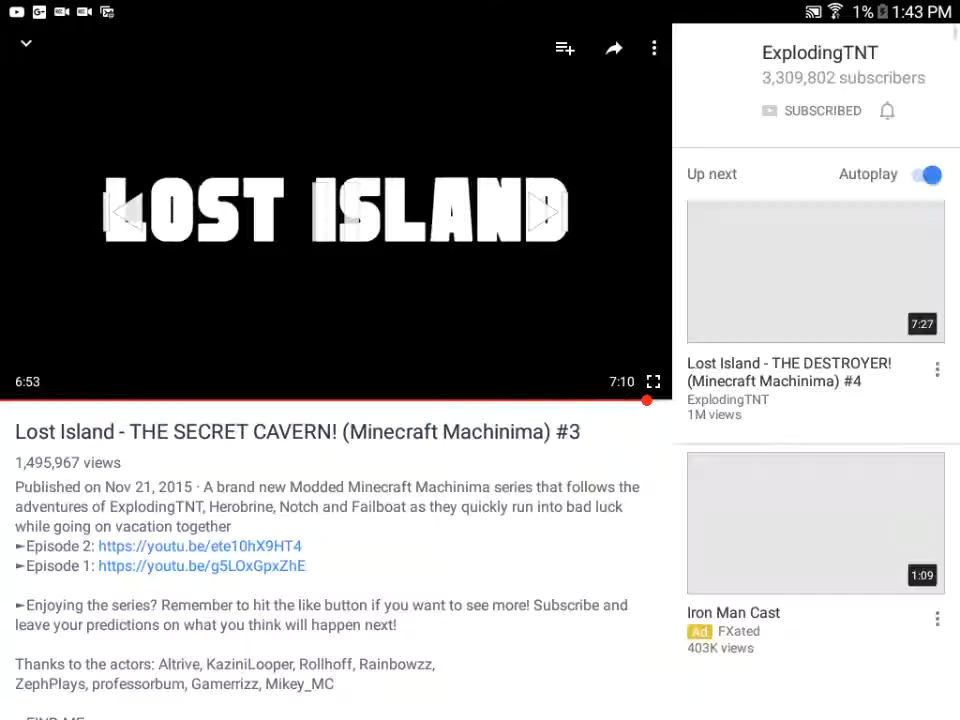 1% 1:43 PM
LOST ISLAND
6:53
7:10
Lost Island - THE SECRET CAVERN! (Minecraft Machinima) #3
1,495,967 views
Published on Nov 21, 2015 · A brand new Modded Minecraft Machinima series that follows the
adventures of ExplodingTNT, Herobrine, Notch and Failboat as they quickly run into bad luck
while going on vacation together
►Episode 2: https://youtu.be/ete10hX9HT4
►Episode 1: https://youtu.be/g5LOxGpxZhE
►Enjoying the series? Remember to hit the like button if you want to see more! Subscribe and
leave your predictions on what you think will happen next!
Thanks to the actors: Altrive, KaziniLooper, Rollhoff, Rainbowzz,
ZephPlays, professorbum, Gamerrizz, Mikey_MC
ExplodingTNT
3,309,802 subscribers
SUBSCRIBED
Up next
Autoplay
7:27
Lost Island - THE DESTROYER!
(Minecraft Machinima) #4
ExplodingTNT
1M views
1:09
Iron Man Cast
Ad FXated
403K views